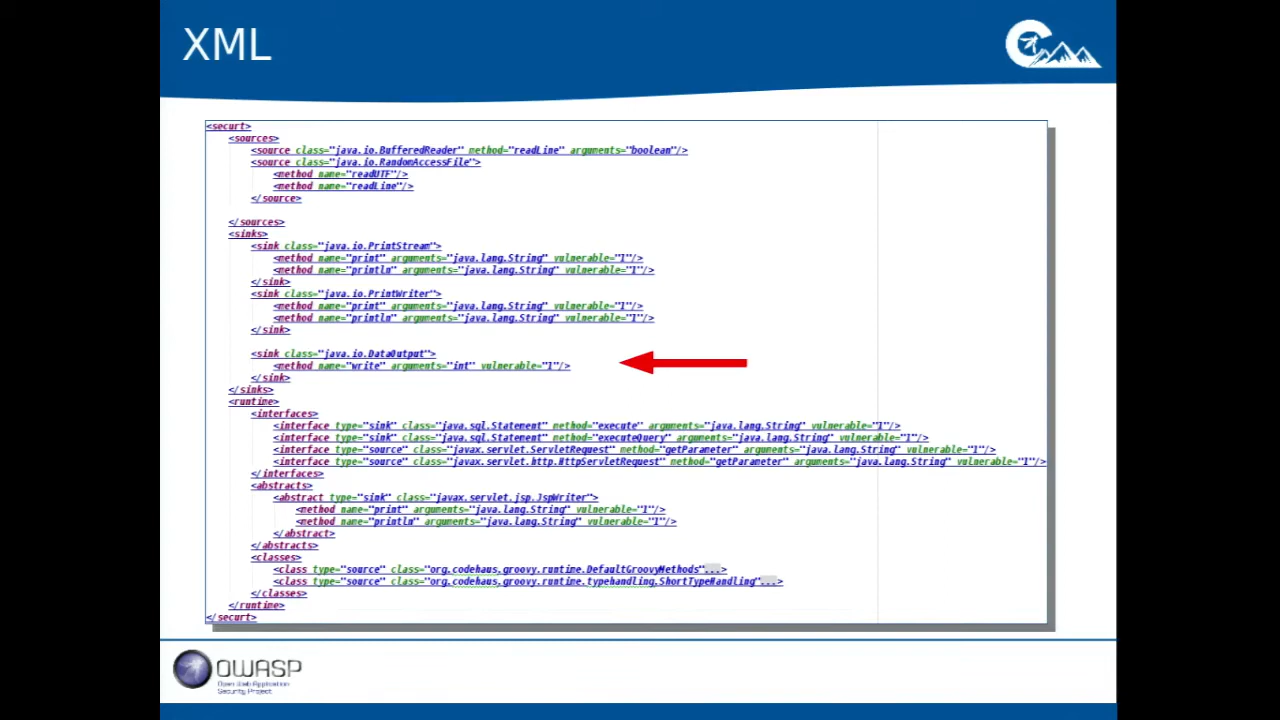 XML
<securt>
<sources>
<source class="java.io.BufferedReader" method="readLine" arguments="boolean"/>
<source class="java.io.RandomAccessFile">
<method name="readUTF"/>
<method name="readLine"/>
</source>
</sources>
<sinks>
<sink class="java.io.PrintStream">
<method name="print" arguments="java.lang.String" vulnerable="1"/>
<method name="println" arguments="java.lang.String" vulnerable="1"/>
</sink>
<sink class="java.io.PrintWriter">
<method name="print" arguments="java.lang.String" vulnerable="1"/>
<method name="println" arguments="java.lang.String" vulnerable="1"/>
</sink>
<sink class="java.io.DataOutput">
<method name="write" arguments="int" vulnerable="1"/>
</sink>
</sinks>
<runtime>
<interfaces>
<interface type="sink" class="java.sql.Statement" method="execute" arguments="java.lang.String" vulnerable="1"/>
<interface type="sink" class="java.sql.Statement" method="executeQuery" arguments="java.lang.String" vulnerable="1"/>
<interface type="source" class="javax.servlet.ServletRequest" method="getParameter" arguments="java.lang.String" vulnerable="1"/>
<interface type="source" class="javax.servlet.http.HttpServletRequest" method="getParameter" arguments="java.lang.String" vulnerable="1"/>
</interfaces>
<abstracts>
<abstract type="sink" class="javax.servlet.jsp.JspWriter">
<method name="print" arguments="java.lang.String" vulnerable="1"/>
<method name="println" arguments="java.lang.String" vulnerable="1"/>
</abstract>
</abstracts>
<classes>
<class type="source" class="org.codehaus.groovy.runtime.DefaultGroovyMethods"...>
<class type="source" class="org.codehaus.groovy.runtime.typehandling.ShortTypeHandling"...>
</classes>
</runtime>
</securt>
OWASP
Open Web Application
Security Project